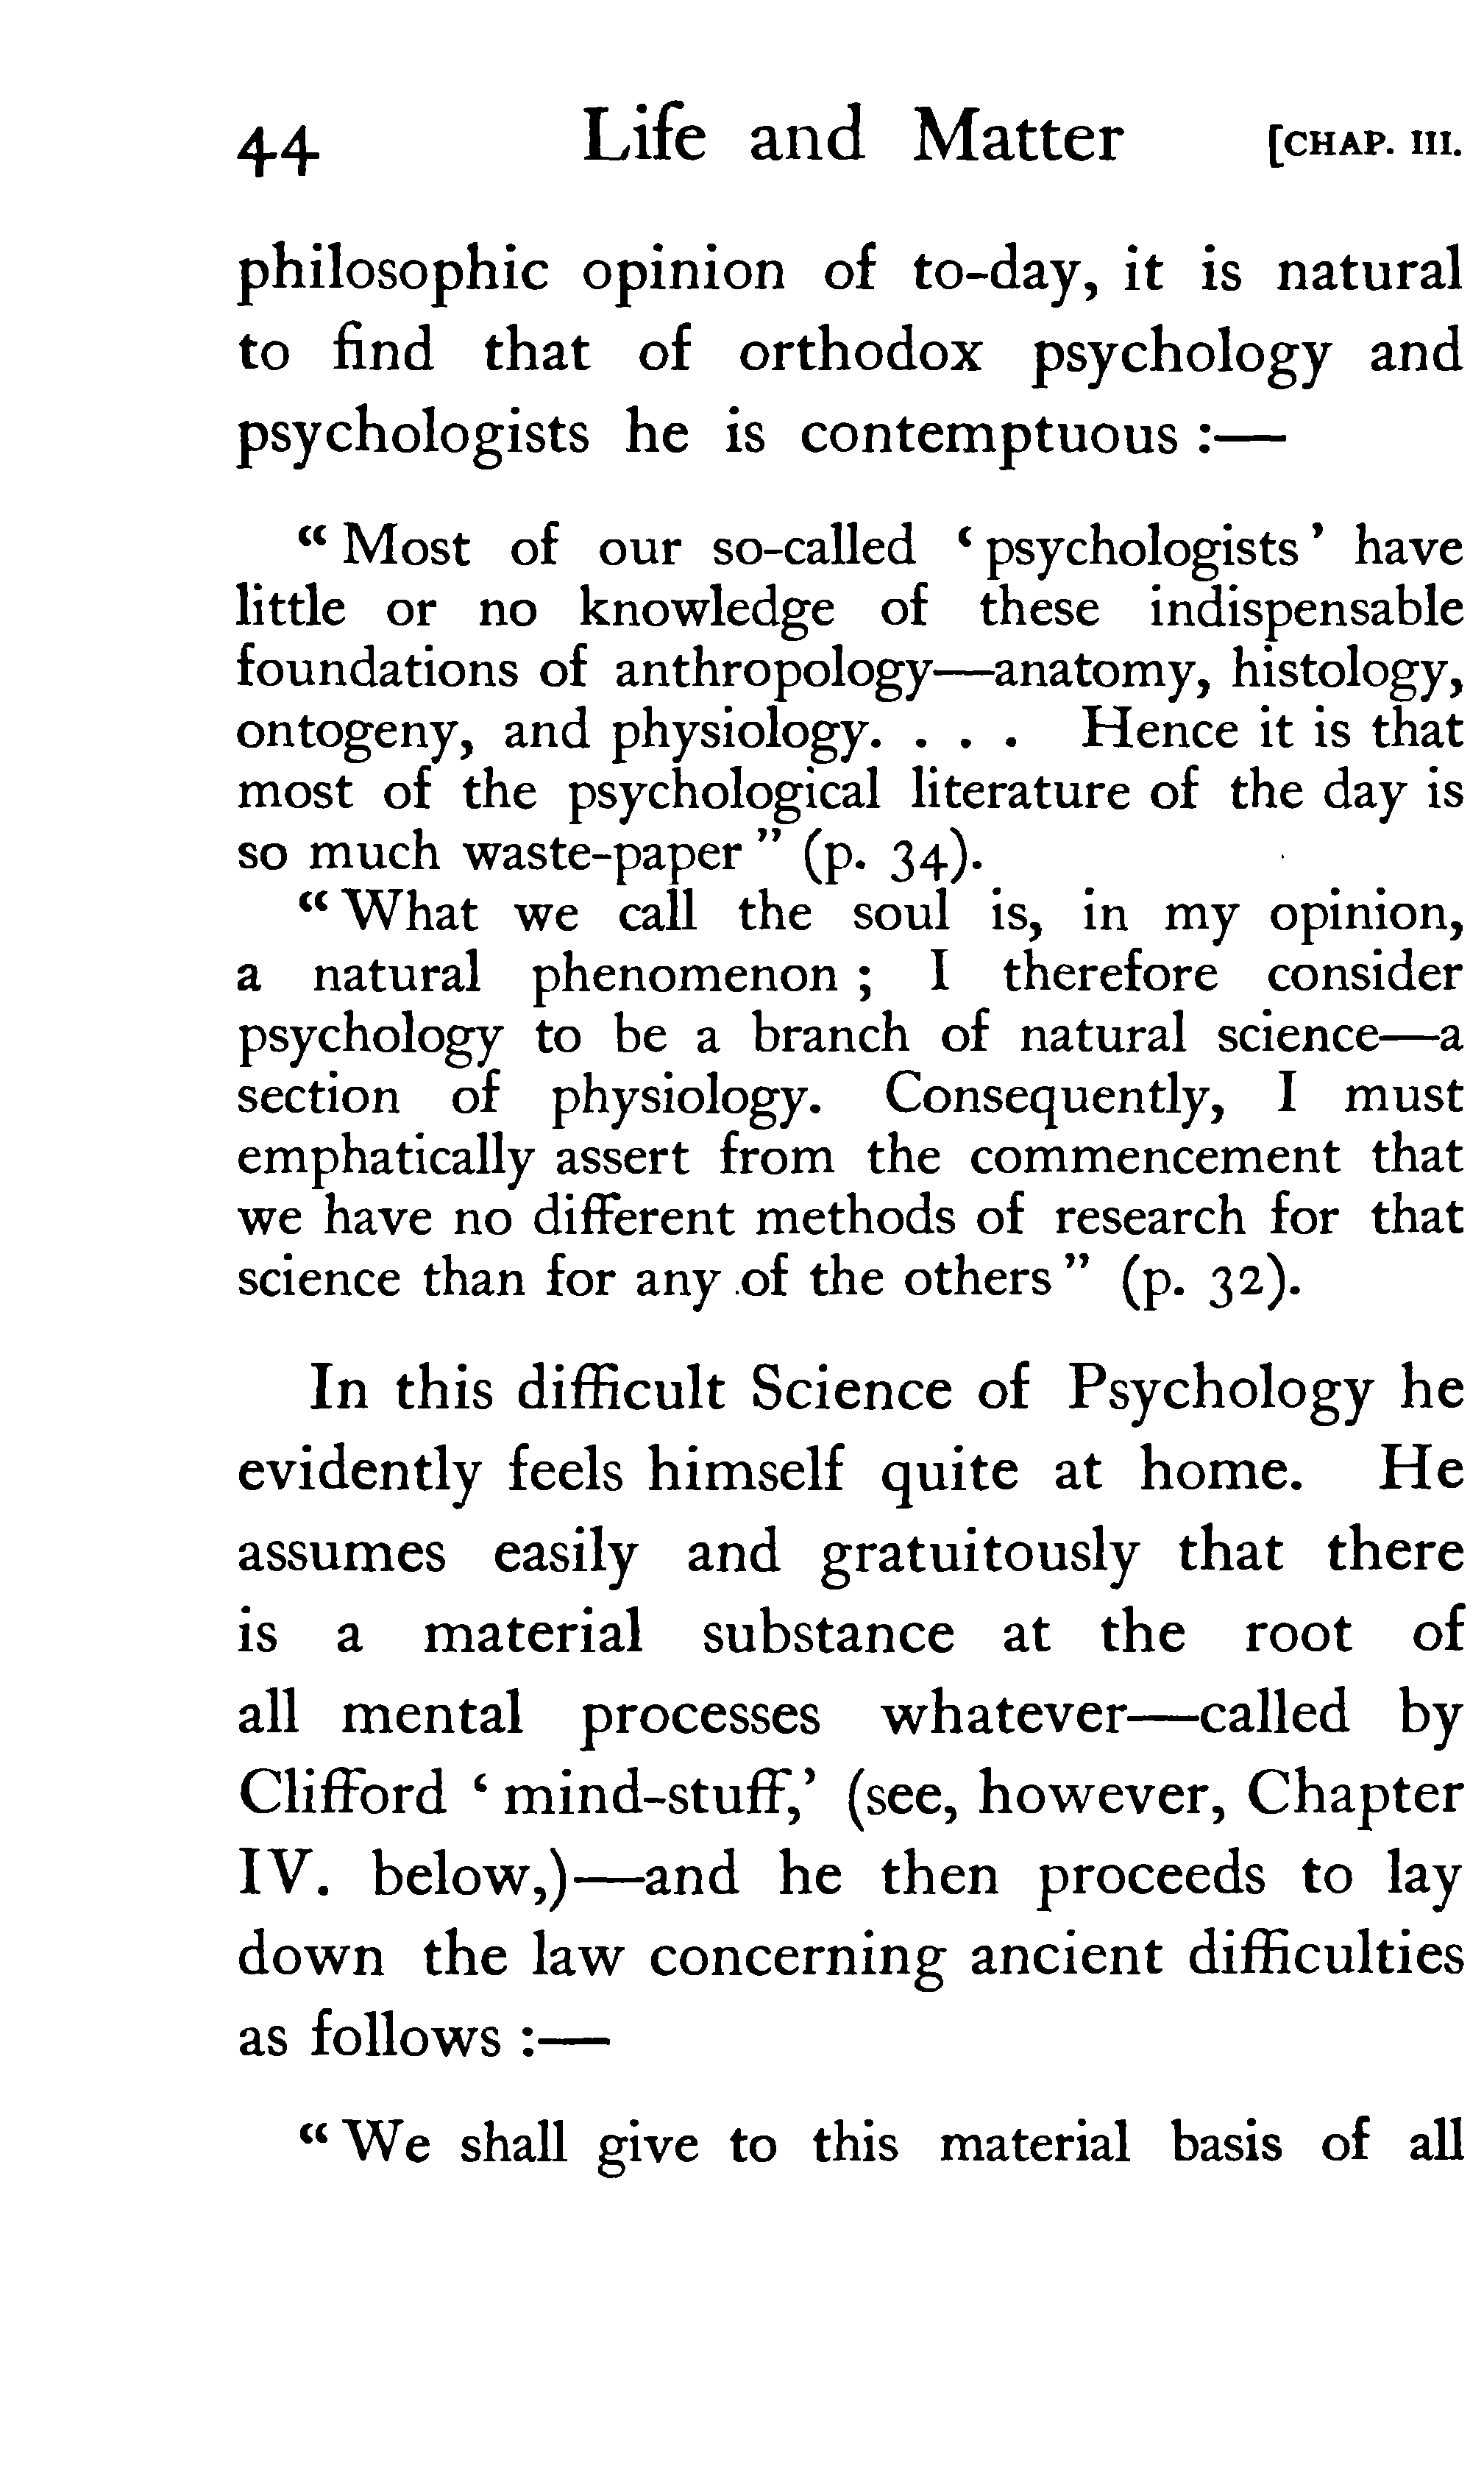 44 Life and Matter [CHAP. III.
philosophic opinion of to-day, it is natural
to find that of orthodox psychology and
psychologists he is contemptuous :—
“ Most of our so-called ‘ psychologists ’ have
little or no knowledge of these indispensable
foundations of anthropology—anatomy, histology,
ontogeny, and physiology. . . . Hence it is that
most of the psychological literature of the day is
so much waste-paper ” (p. 34).
“ What we call the soul is, in my opinion,
a natural phenomenon ; I therefore consider
psychology to be a branch of natural science—a
section of physiology. Consequently, I must
emphatically assert from the commencement that
we have no different methods of research for that
science than for any of the others ” (p. 32).
In this difficult Science of Psychology he
evidently feels himself quite at home. He
assumes easily and gratuitously that there
is a material substance at the root of
all mental processes whatever—called by
Clifford ‘ mind-stuff,’ (see, however, Chapter
IV. below,)—and he then proceeds to lay
down the law concerning ancient difficulties
as follows :—
“ We shall give to this material basis of all